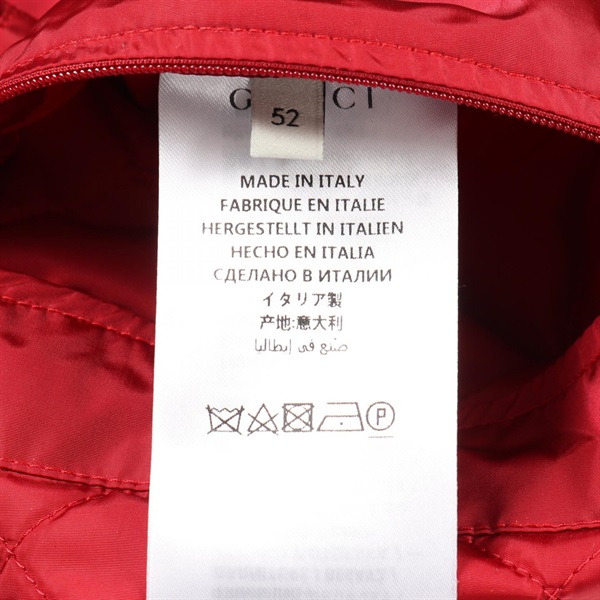 G CI
52
MADE IN ITALY
FABRIQUE EN ITALIE
HERGESTELLT IN ITALIEN
HECHO EN ITALIA
СДЕЛАНО В ИТАЛИИ
イタリア製
产地:意大利
صنع في إيطاليا
P